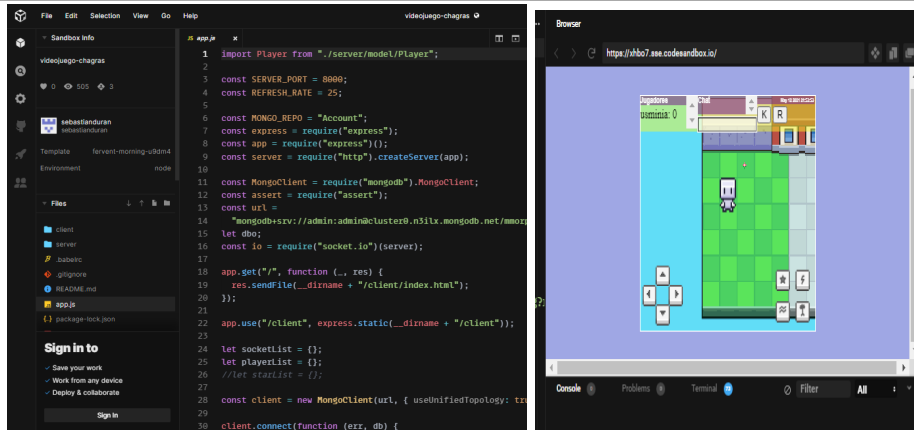 File Edit Selection View Go Help
videojuego-chagras
Sandbox Info
videojuego-chagras
0 505 3
sebastianduran
sebastianduran
Template fervent-morning-u9dm4
Environment node
Files
client
server
.babelrc
.gitignore
README.md
app.js
package-lock.json
Sign in to
Save your work
Work from any device
Deploy & collaborate
Sign In
JS app.js x
1 import Player from "./server/model/Player";
2
3 const SERVER_PORT = 8000;
4 const REFRESH_RATE = 25;
5
6 const MONGO_REPO = "Account";
7 const express = require("express");
8 const app = require("express")();
9 const server = require("http").createServer(app);
10
11 const MongoClient = require("mongodb").MongoClient;
12 const assert = require("assert");
13 const url =
14 "mongodb+srv://admin:admin@cluster0.n3ilx.mongodb.net/mmorp
15 let dbo;
16 const io = require("socket.io")(server);
17
18 app.get("/", function (_, res) {
19 res.sendFile(__dirname + "/client/index.html");
20 });
21
22 app.use("/client", express.static(__dirname + "/client"));
23
24 let socketList = {};
25 let playerList = {};
26 //let starList = {};
27
28 const client = new MongoClient(url, { useUnifiedTopology: tru
29
30 client.connect(function (err, db) {
Browser
https://xhbo7.sse.codesandbox.io/
Jugadores Chat
usminia: 0
K R
g?:
Console Problems Terminal Filter All